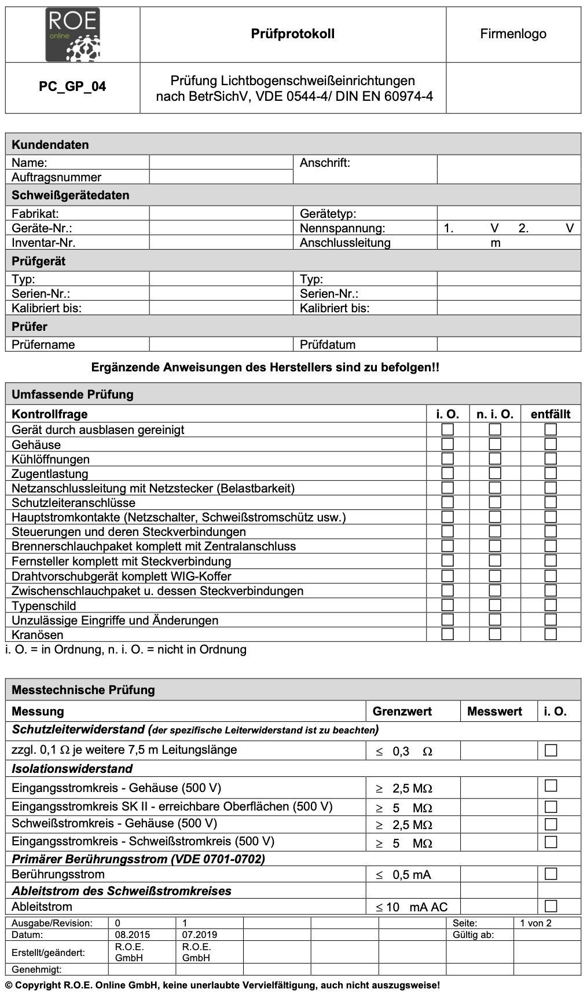 ROE
online
Prüfprotokoll
Firmenlogo
PC_GP_04
Prüfung Lichtbogenschweißeinrichtungen
nach BetrSichV, VDE 0544-4/ DIN EN 60974-4
Kundendaten
Name: Anschrift:
Auftragsnummer
Schweißgerätedaten
Fabrikat: Gerätetyp:
Geräte-Nr.: Nennspannung: 1. V 2. V
Inventar-Nr. Anschlussleitung m
Prüfgerät
Typ: Typ:
Serien-Nr.: Serien-Nr.:
Kalibriert bis: Kalibriert bis:
Prüfer
Prüfername Prüfdatum
Ergänzende Anweisungen des Herstellers sind zu befolgen!!
Umfassende Prüfung
Kontrollfrage i. O. n. i. O. entfällt
Gerät durch ausblasen gereinigt ☐ ☐ ☐
Gehäuse ☐ ☐ ☐
Kühlöffnungen ☐ ☐ ☐
Zugentlastung ☐ ☐ ☐
Netzanschlussleitung mit Netzstecker (Belastbarkeit) ☐ ☐ ☐
Schutzleiteranschlüsse ☐ ☐ ☐
Hauptstromkontakte (Netzschalter, Schweißstromschütz usw.) ☐ ☐ ☐
Steuerungen und deren Steckverbindungen ☐ ☐ ☐
Brennerschlauchpaket komplett mit Zentralanschluss ☐ ☐ ☐
Fernsteller komplett mit Steckverbindung ☐ ☐ ☐
Drahtvorschubgerät komplett WIG-Koffer ☐ ☐ ☐
Zwischenschlauchpaket u. dessen Steckverbindungen ☐ ☐ ☐
Typenschild ☐ ☐ ☐
Unzulässige Eingriffe und Änderungen ☐ ☐ ☐
Kranösen ☐ ☐ ☐
i. O. = in Ordnung, n. i. O. = nicht in Ordnung
Messtechnische Prüfung
Messung Grenzwert Messwert i. O.
Schutzleiterwiderstand (der spezifische Leiterwiderstand ist zu beachten)
zzgl. 0,1 Ω je weitere 7,5 m Leitungslänge ≤ 0,3 Ω ☐
Isolationswiderstand
Eingangsstromkreis - Gehäuse (500 V) ≥ 2,5 MΩ ☐
Eingangsstromkreis SK II - erreichbare Oberflächen (500 V) ≥ 5 MΩ ☐
Schweißstromkreis - Gehäuse (500 V) ≥ 2,5 MΩ ☐
Eingangsstromkreis - Schweißstromkreis (500 V) ≥ 5 MΩ ☐
Primärer Berührungsstrom (VDE 0701-0702)
Berührungsstrom ≤ 0,5 mA ☐
Ableitstrom des Schweißstromkreises
Ableitstrom ≤ 10 mA AC ☐
Ausgabe/Revision: 0 1 Seite: 1 von 2
Datum: 08.2015 07.2019 Gültig ab:
Erstellt/geändert: R.O.E. GmbH R.O.E. GmbH
Genehmigt:
© Copyright R.O.E. Online GmbH, keine unerlaubte Vervielfältigung, auch nicht auszugsweise!